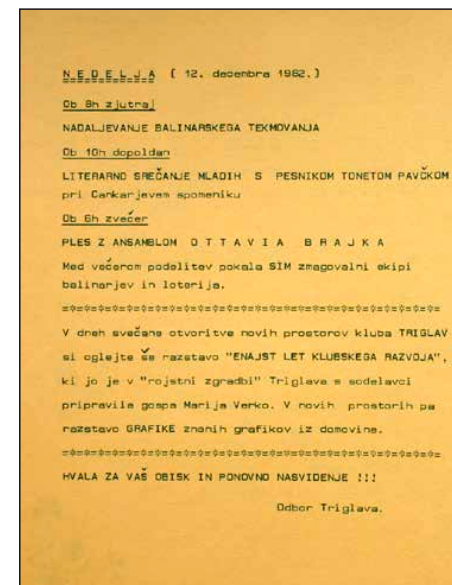 N E D E L J A ( 12. decembra 1982.)
Ob 9h zjutraj
NADALJEVANJE BALINARSKEGA TEKMOVANJA
Ob 10h dopoldan
LITERARNO SREČANJE MLADIH S PESNIKOM TONETOM PAVČKOM
pri Cankarjevem spomeniku
Ob 6h zvečer
PLES Z ANSAMBLOM O T T A V I A B R A J K A
Med večerom podelitev pokala SIM zmagovalni ekipi
balinarjev in loterija.
V dneh svečane otvoritve novih prostorov kluba TRIGLAV
si oglejte še razstavo "ENAJST LET KLUBSKEGA RAZVOJA",
ki jo je v "rojstni zgradbi" Triglava s sodelavci
pripravila gospa Marija Verko. V novih prostorih pa
razstavo GRAFIKE znanih grafikov iz domovine.
HVALA ZA VAŠ OBISK IN PONOVNO NASVIDENJE !!!
Odbor Triglava.